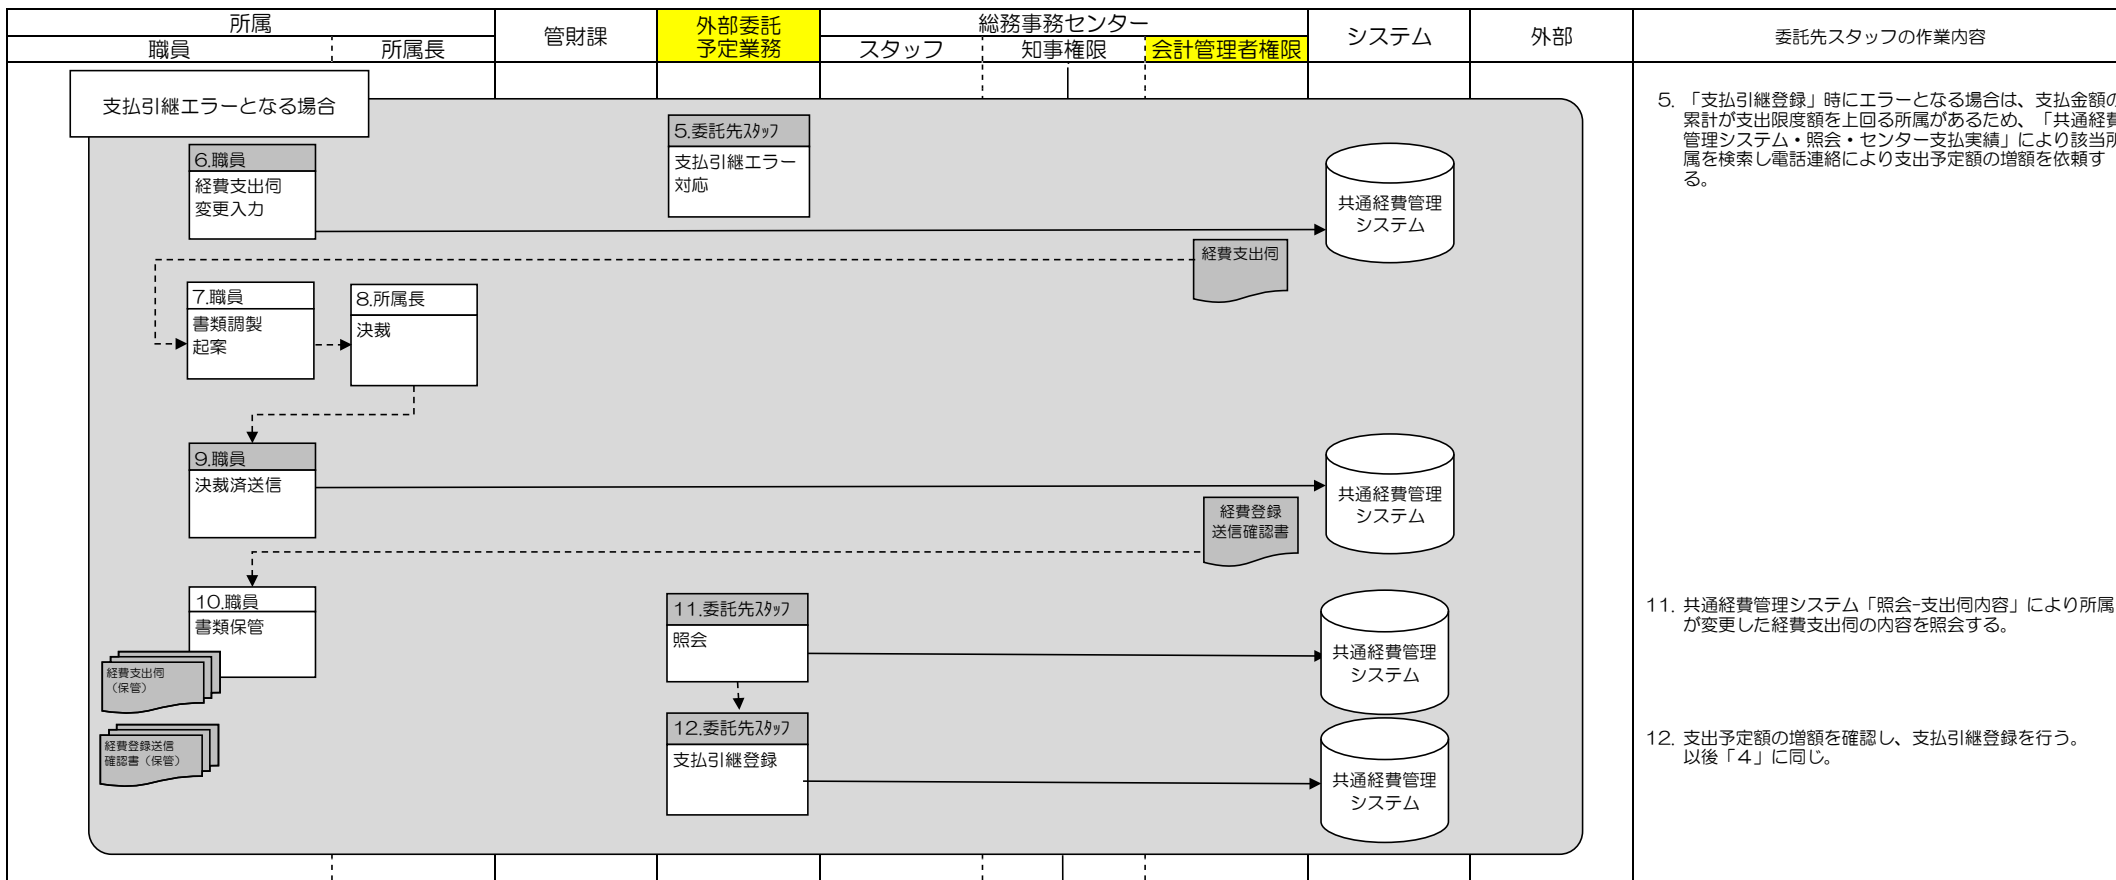 所属
管財課
外部委託
予定業務
総務事務センター
システム
外部
委託先スタッフの作業内容
職員
所属長
スタッフ
知事権限
会計管理者権限
支払引継エラーとなる場合
5.委託先ｽﾀｯﾌ
支払引継エラー
対応
6.職員
経費支出伺
変更入力
共通経費管理
システム
経費支出伺
7.職員
書類調製
起案
8.所属長
決裁
9.職員
決裁済送信
共通経費管理
システム
経費登録
送信確認書
10.職員
書類保管
経費支出伺
（保管）
経費登録送信
確認書（保管）
11.委託先ｽﾀｯﾌ
照会
共通経費管理
システム
12.委託先ｽﾀｯﾌ
支払引継登録
共通経費管理
システム
5. 「支払引継登録」時にエラーとなる場合は、支払金額の
累計が支出限度額を上回る所属があるため、「共通経費
管理システム・照会・センター支払実績」により該当所
属を検索し電話連絡により支出予定額の増額を依頼す
る。
11. 共通経費管理システム「照会-支出伺内容」により所属
が変更した経費支出伺の内容を照会する。
12. 支出予定額の増額を確認し、支払引継登録を行う。
以後「４」に同じ。